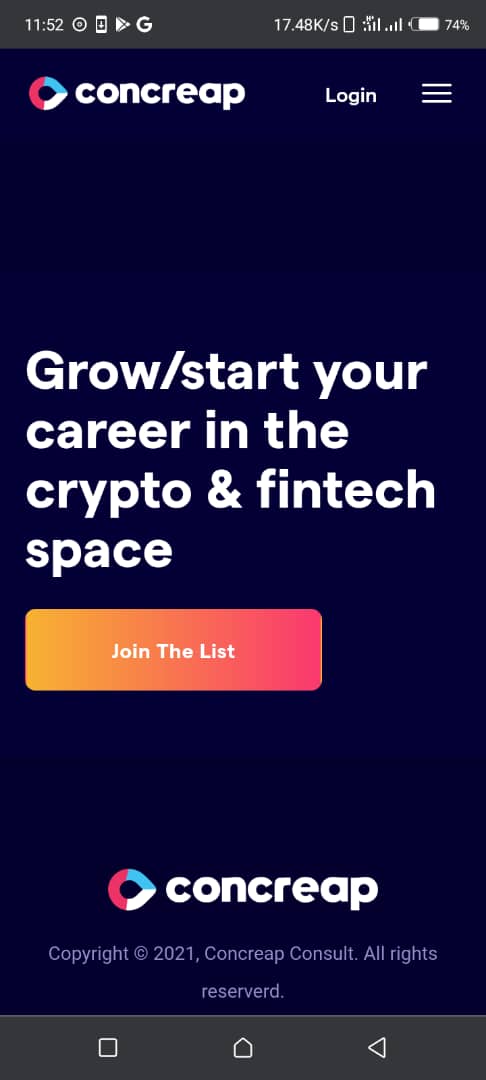 11:52 17.48K/s 74%
concreap Login
Grow/start your
career in the
crypto & fintech
space
Join The List
concreap
Copyright © 2021, Concreap Consult. All rights
reserverd.